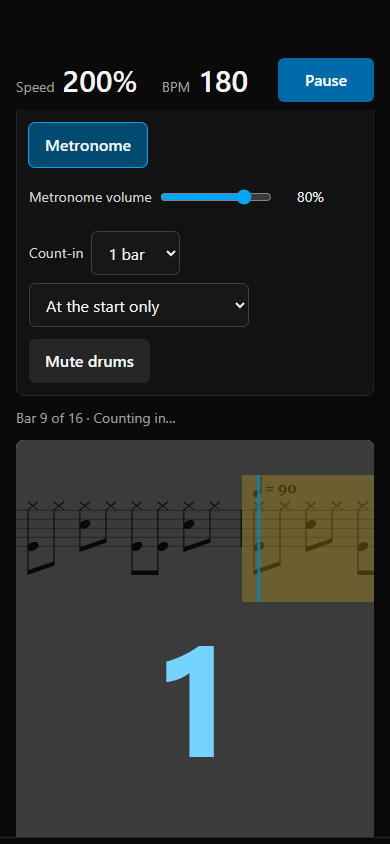 Speed 200% BPM 180 Pause
Metronome
Metronome volume 80%
Count-in 1 bar
At the start only
Mute drums
Bar 9 of 16 · Counting in...
= 90
1